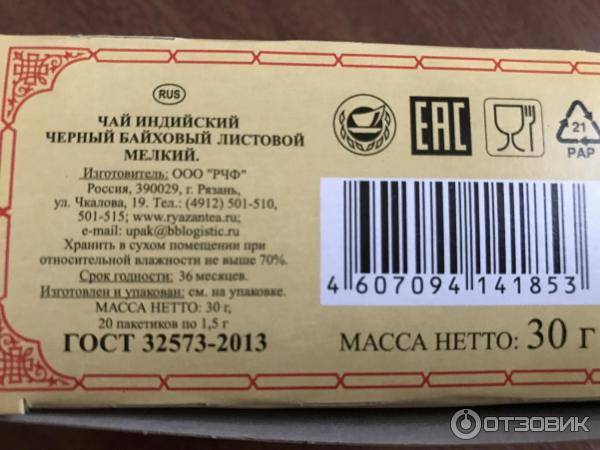 RUS
ЧАЙ ИНДИЙСКИЙ
ЧЕРНЫЙ БАЙХОВЫЙ ЛИСТОВОЙ
МЕЛКИЙ.
Изготовитель: ООО "РЧФ"
Россия, 390029, г. Рязань,
ул. Чкалова, 19. Тел.: (4912) 501-510,
501-515; www.ryazantea.ru;
e-mail: upak@bblogistic.ru
Хранить в сухом помещении при
относительной влажности не выше 70%.
Срок годности: 36 месяцев.
Изготовлен и упакован: см. на упаковке.
МАССА НЕТТО: 30 г,
20 пакетиков по 1,5 г
ГОСТ 32573-2013
EAC
21
PAP
4 607094 141853
МАССА НЕТТО: 30 г
ОТЗОВИК